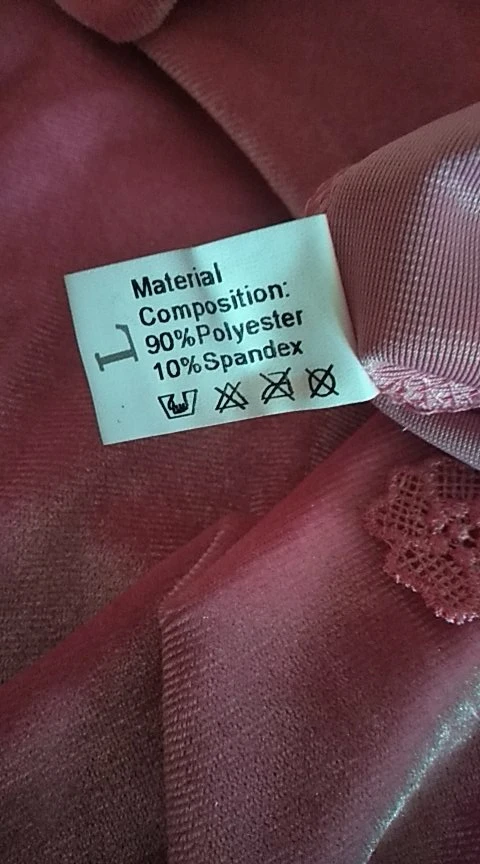 Material
Composition:
90%Polyester
10%Spandex
L